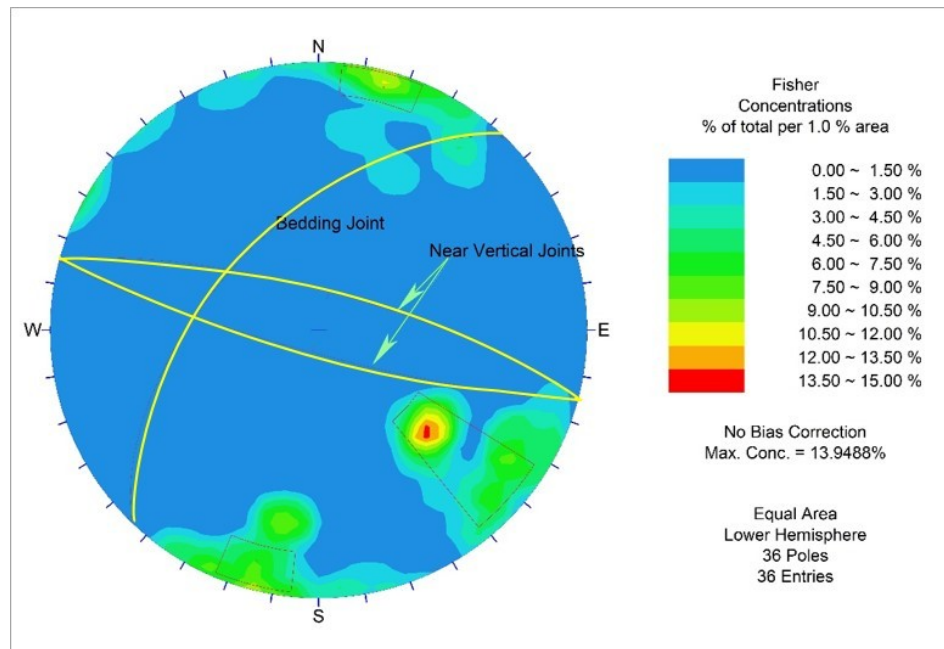 N
Bedding Joint
Near Vertical Joints
W
E
S
Fisher
Concentrations
% of total per 1.0 % area
0.00 ~ 1.50 %
1.50 ~ 3.00 %
3.00 ~ 4.50 %
4.50 ~ 6.00 %
6.00 ~ 7.50 %
7.50 ~ 9.00 %
9.00 ~ 10.50 %
10.50 ~ 12.00 %
12.00 ~ 13.50 %
13.50 ~ 15.00 %
No Bias Correction
Max. Conc. = 13.9488%
Equal Area
Lower Hemisphere
36 Poles
36 Entries